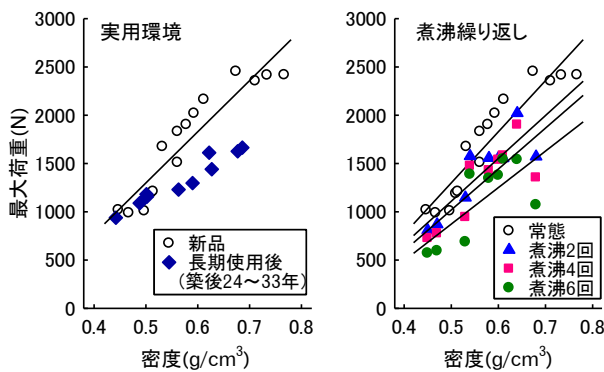 実用環境
3000
2500
2000
1500
1000
500
0
0.4 0.5 0.6 0.7 0.8
最大荷重(N)
密度(g/cm³)
新品
長期使用後
(築後24～33年)
煮沸繰り返し
3000
2500
2000
1500
1000
500
0
0.4 0.5 0.6 0.7 0.8
密度(g/cm³)
常態
煮沸2回
煮沸4回
煮沸6回